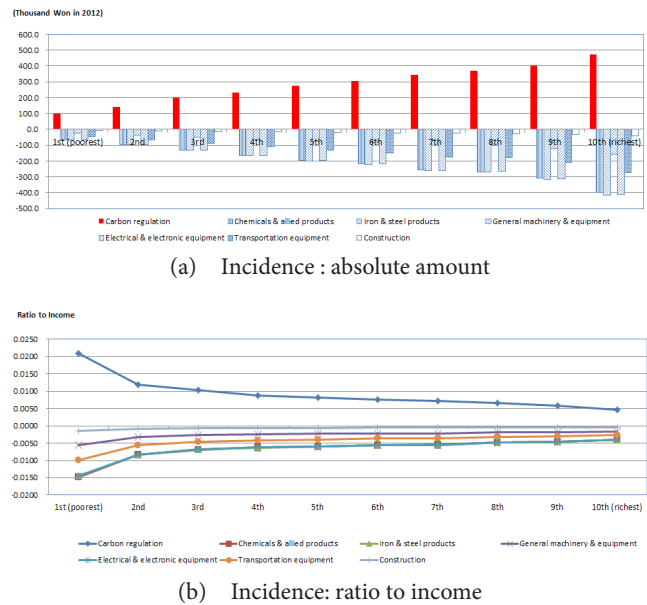 (Thousand Won in 2012)
600.0
500.0
400.0
300.0
200.0
100.0
0.0
-100.0
-200.0
-300.0
-400.0
-500.0
1st (poorest) 2nd 3rd 4th 5th 6th 7th 8th 9th 10th (richest)
Carbon regulation Chemicals & allied products Iron & steel products General machinery & equipment
Electrical & electronic equipment Transportation equipment Construction
(a) Incidence : absolute amount
Ratio to Income
0.0250
0.0200
0.0150
0.0100
0.0050
0.0000
-0.0050
-0.0100
-0.0150
-0.0200
1st (poorest) 2nd 3rd 4th 5th 6th 7th 8th 9th 10th (richest)
Carbon regulation Chemicals & allied products Iron & steel products General machinery & equipment
Electrical & electronic equipment Transportation equipment Construction
(b) Incidence: ratio to income